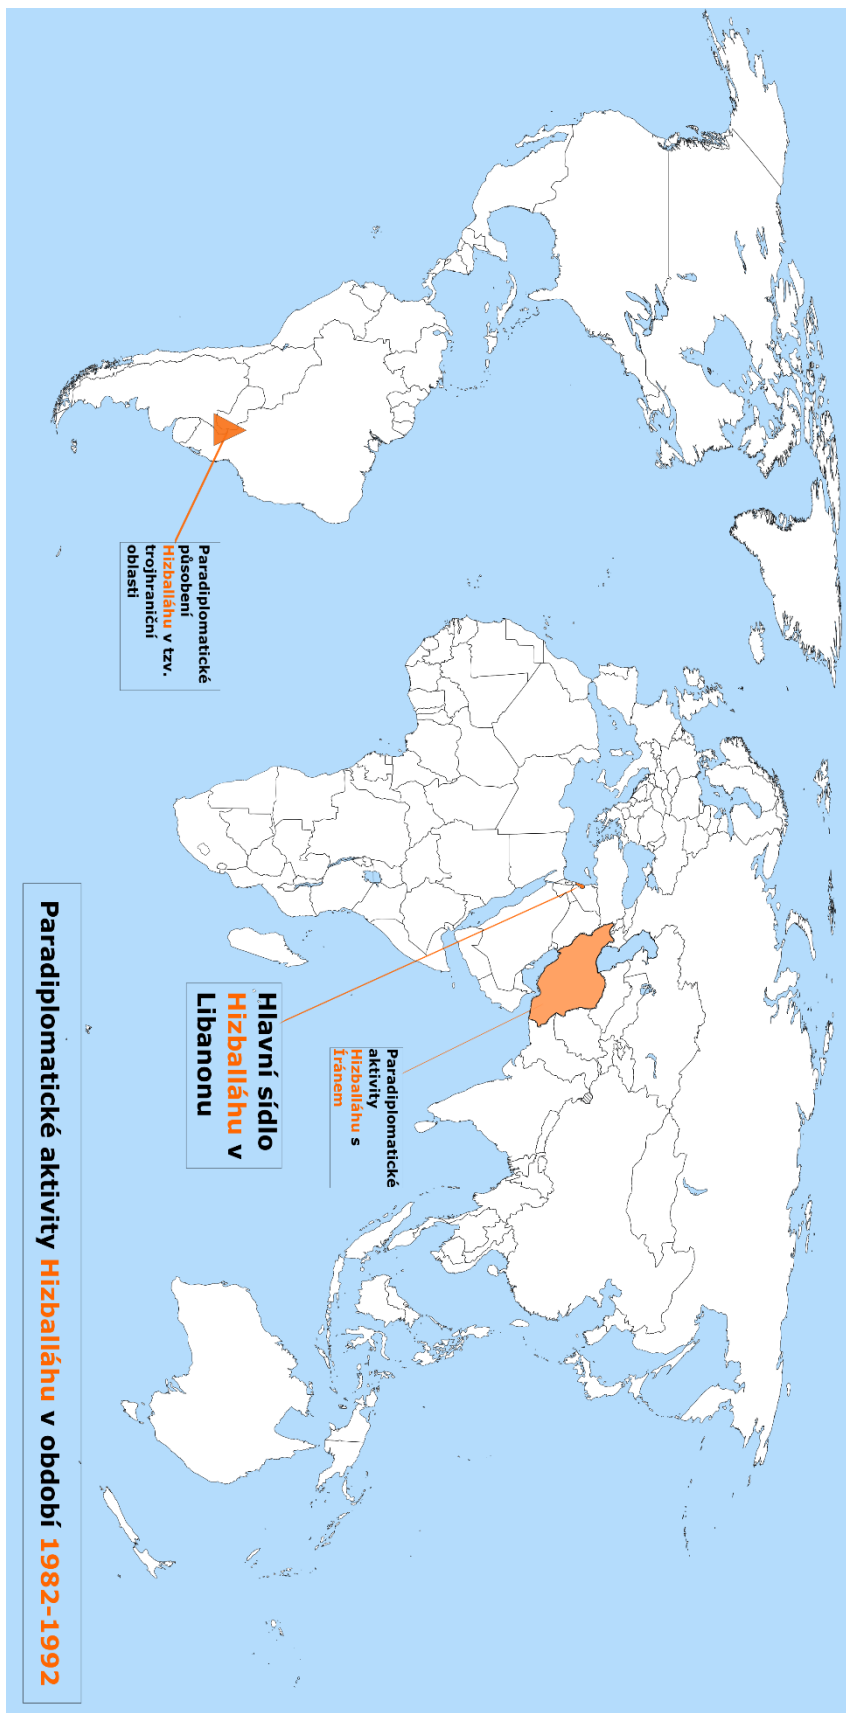 Paradiplomatické
působení
Hizballáhu v tzv.
trojhraniční
oblasti
Paradiplomatické
aktivity
Hizballáhu s
Íránem
Hlavní sídlo
Hizballáhu v
Libanonu
Paradiplomatické aktivity Hizballáhu v období 1982-1992